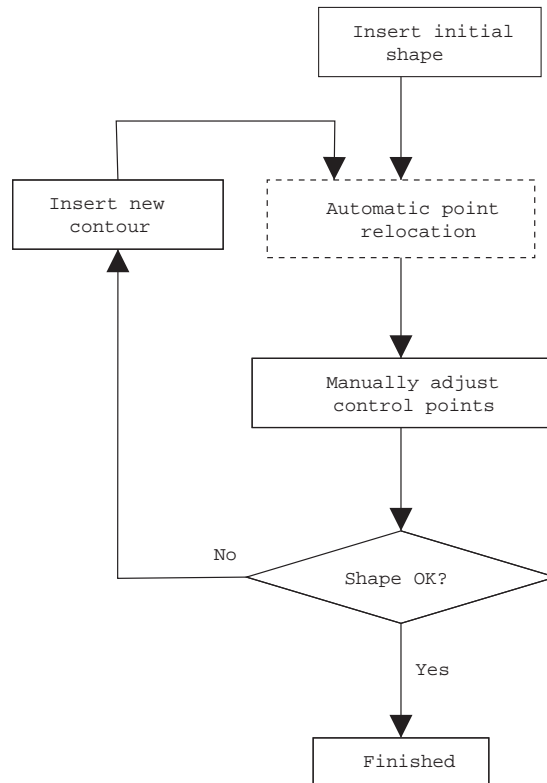 Insert initial
shape
Insert new
contour
Automatic point
relocation
Manually adjust
control points
No
Shape OK?
Yes
Finished